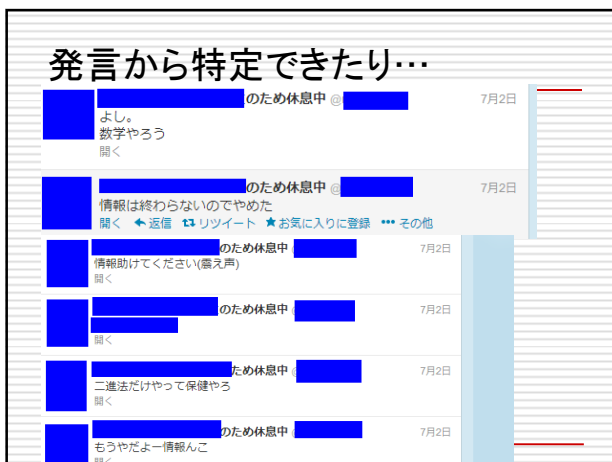 発言から特定できたり…
のため休息中 @ 7月2日
よし。
数学やろう
開く
のため休息中 @ 7月2日
情報は終わらないのでやめた
開く 返信 リツイート お気に入りに登録 その他
のため休息中 7月2日
情報助けてください(震え声)
開く
のため休息中 7月2日
開く
のため休息中 7月2日
二進法だけやって保健やろ
開く
のため休息中 7月2日
もうやだよー情報んこ
開く